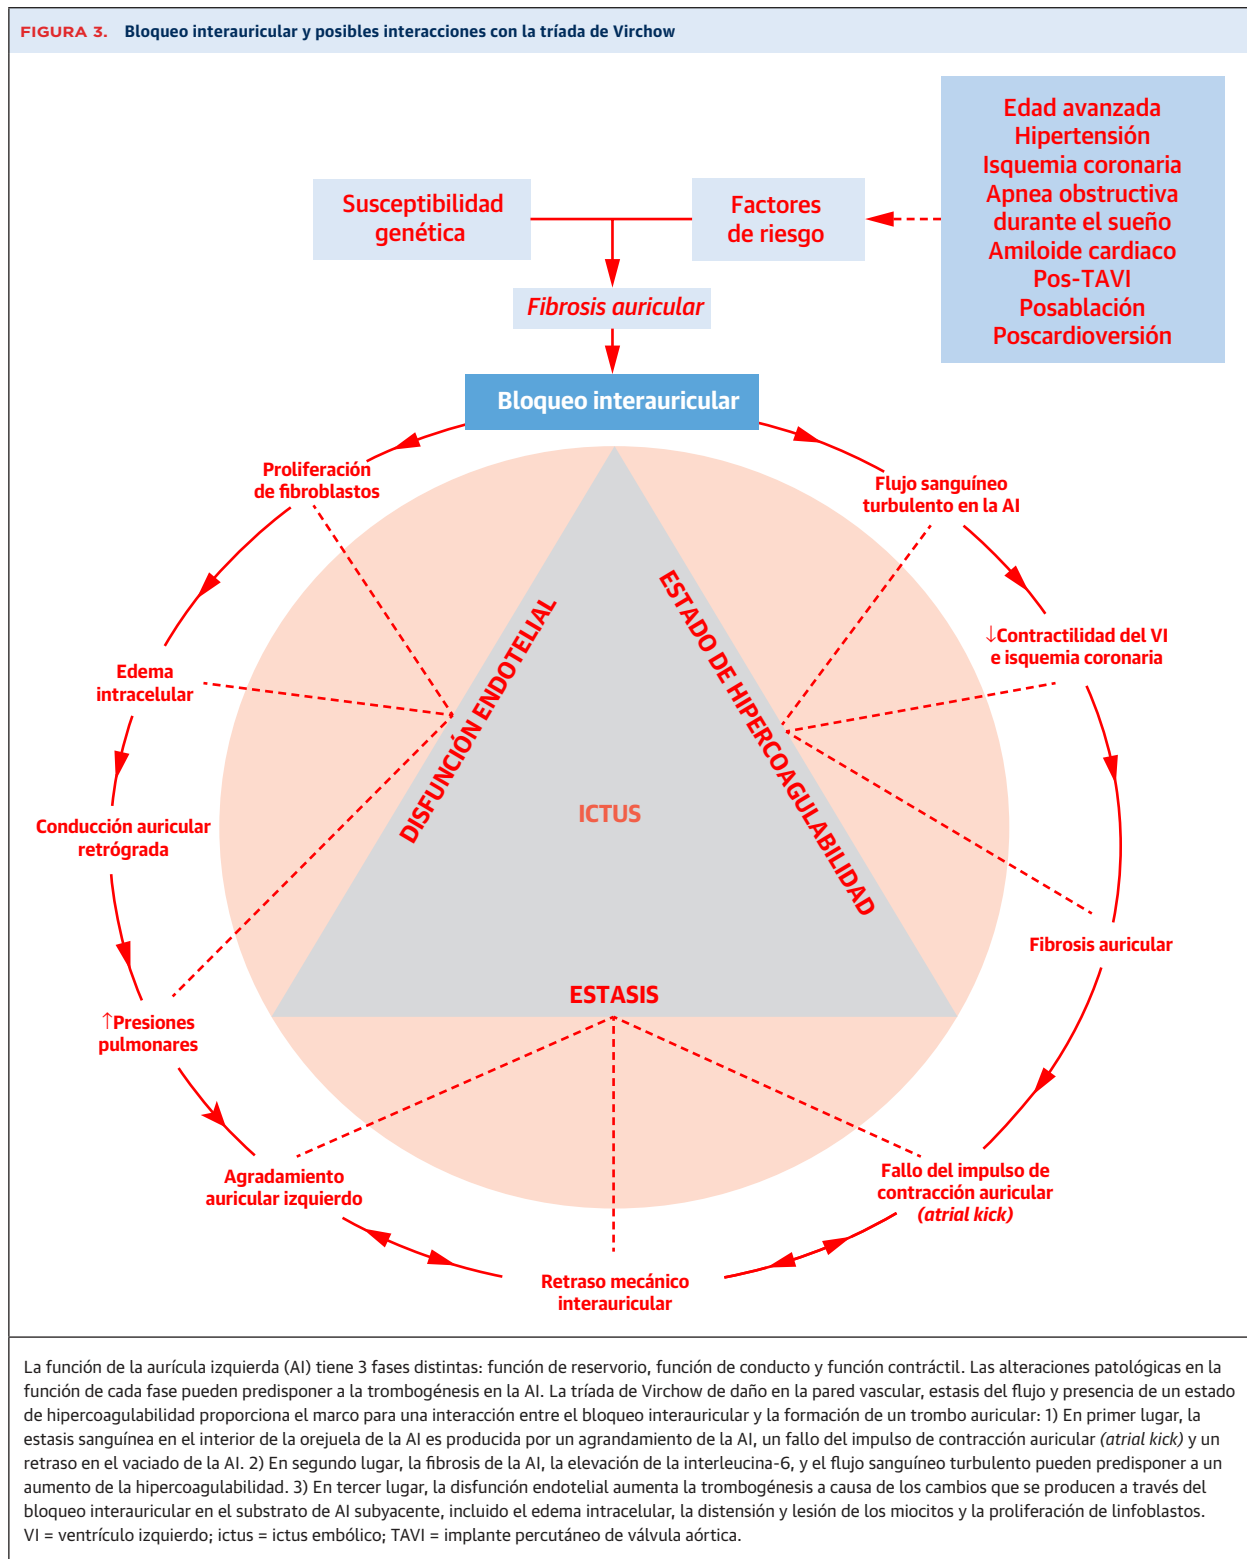 FIGURA 3. Bloqueo interauricular y posibles interacciones con la tríada de Virchow
Edad avanzada
Hipertensión
Isquemia coronaria
Apnea obstructiva
durante el sueño
Amiloide cardiaco
Pos-TAVI
Posablación
Poscardioversión
Susceptibilidad
genética
Factores
de riesgo
Fibrosis auricular
Bloqueo interauricular
Proliferación
de fibroblastos
Flujo sanguíneo
turbulento en la AI
↓Contractilidad del VI
e isquemia coronaria
Edema
intracelular
DISFUNCIÓN ENDOTELIAL
ESTADO DE HIPERCOAGULABILIDAD
ICTUS
Conducción auricular
retrógrada
Fibrosis auricular
ESTASIS
↑Presiones
pulmonares
Agradamiento
auricular izquierdo
Fallo del impulso de
contracción auricular
(atrial kick)
Retraso mecánico
interauricular
La función de la aurícula izquierda (AI) tiene 3 fases distintas: función de reservorio, función de conducto y función contráctil. Las alteraciones patológicas en la
función de cada fase pueden predisponer a la trombogénesis en la AI. La tríada de Virchow de daño en la pared vascular, estasis del flujo y presencia de un estado
de hipercoagulabilidad proporciona el marco para una interacción entre el bloqueo interauricular y la formación de un trombo auricular: 1) En primer lugar, la
estasis sanguínea en el interior de la orejuela de la AI es producida por un agrandamiento de la AI, un fallo del impulso de contracción auricular (atrial kick) y un
retraso en el vaciado de la AI. 2) En segundo lugar, la fibrosis de la AI, la elevación de la interleucina-6, y el flujo sanguíneo turbulento pueden predisponer a un
aumento de la hipercoagulabilidad. 3) En tercer lugar, la disfunción endotelial aumenta la trombogénesis a causa de los cambios que se producen a través del
bloqueo interauricular en el substrato de AI subyacente, incluido el edema intracelular, la distensión y lesión de los miocitos y la proliferación de linfoblastos.
VI = ventrículo izquierdo; ictus = ictus embólico; TAVI = implante percutáneo de válvula aórtica.